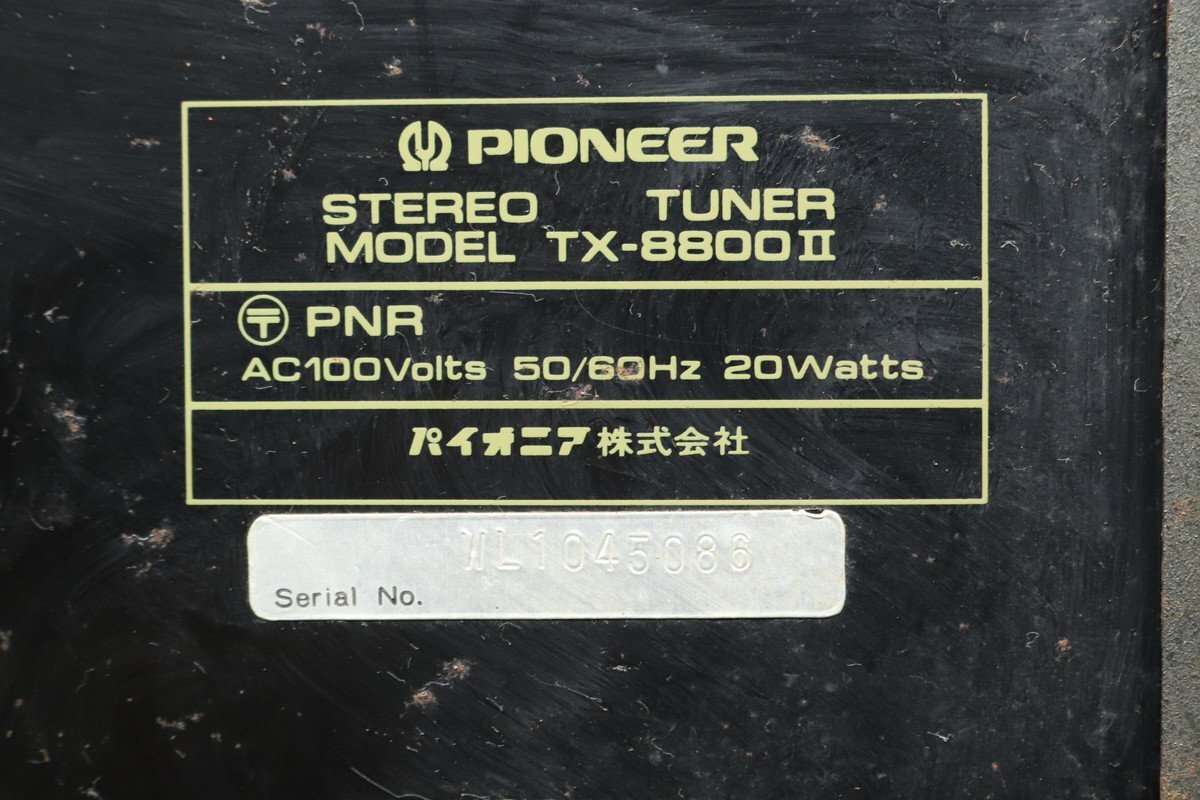 PIONEER
STEREO TUNER
MODEL TX-8800II
PNR
AC100Volts 50/60Hz 20Watts
パイオニア株式会社
Serial No.